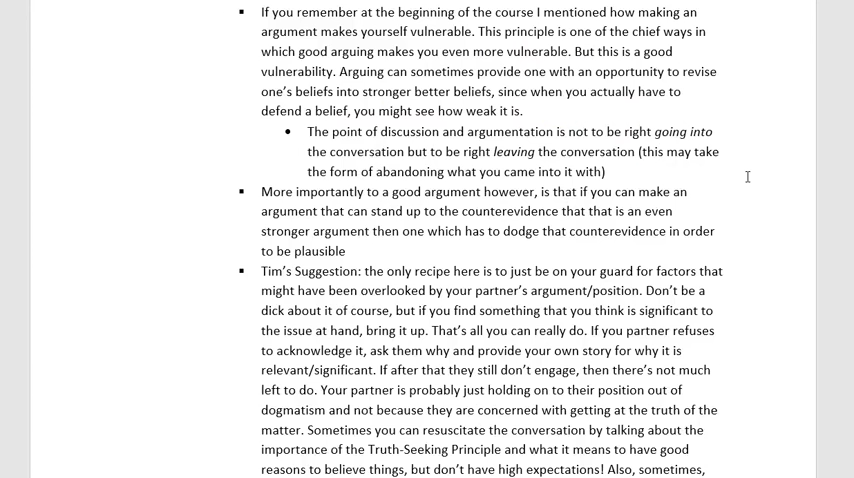 If you remember at the beginning of the course I mentioned how making an
argument makes yourself vulnerable. This principle is one of the chief ways in
which good arguing makes you even more vulnerable. But this is a good
vulnerability. Arguing can sometimes provide one with an opportunity to revise
one's beliefs into stronger better beliefs, since when you actually have to
defend a belief, you might see how weak it is.
The point of discussion and argumentation is not to be right going into
the conversation but to be right leaving the conversation (this may take
the form of abandoning what you came into it with)
More importantly to a good argument however, is that if you can make an
argument that can stand up to the counterevidence that that is an even
stronger argument then one which has to dodge that counterevidence in order
to be plausible
Tim's Suggestion: the only recipe here is to just be on your guard for factors that
might have been overlooked by your partner's argument/position. Don't be a
dick about it of course, but if you find something that you think is significant to
the issue at hand, bring it up. That's all you can really do. If you partner refuses
to acknowledge it, ask them why and provide your own story for why it is
relevant/significant. If after that they still don't engage, then there's not much
left to do. Your partner is probably just holding on to their position out of
dogmatism and not because they are concerned with getting at the truth of the
matter. Sometimes you can resuscitate the conversation by talking about the
importance of the Truth-Seeking Principle and what it means to have good
reasons to believe things, but don't have high expectations! Also, sometimes,